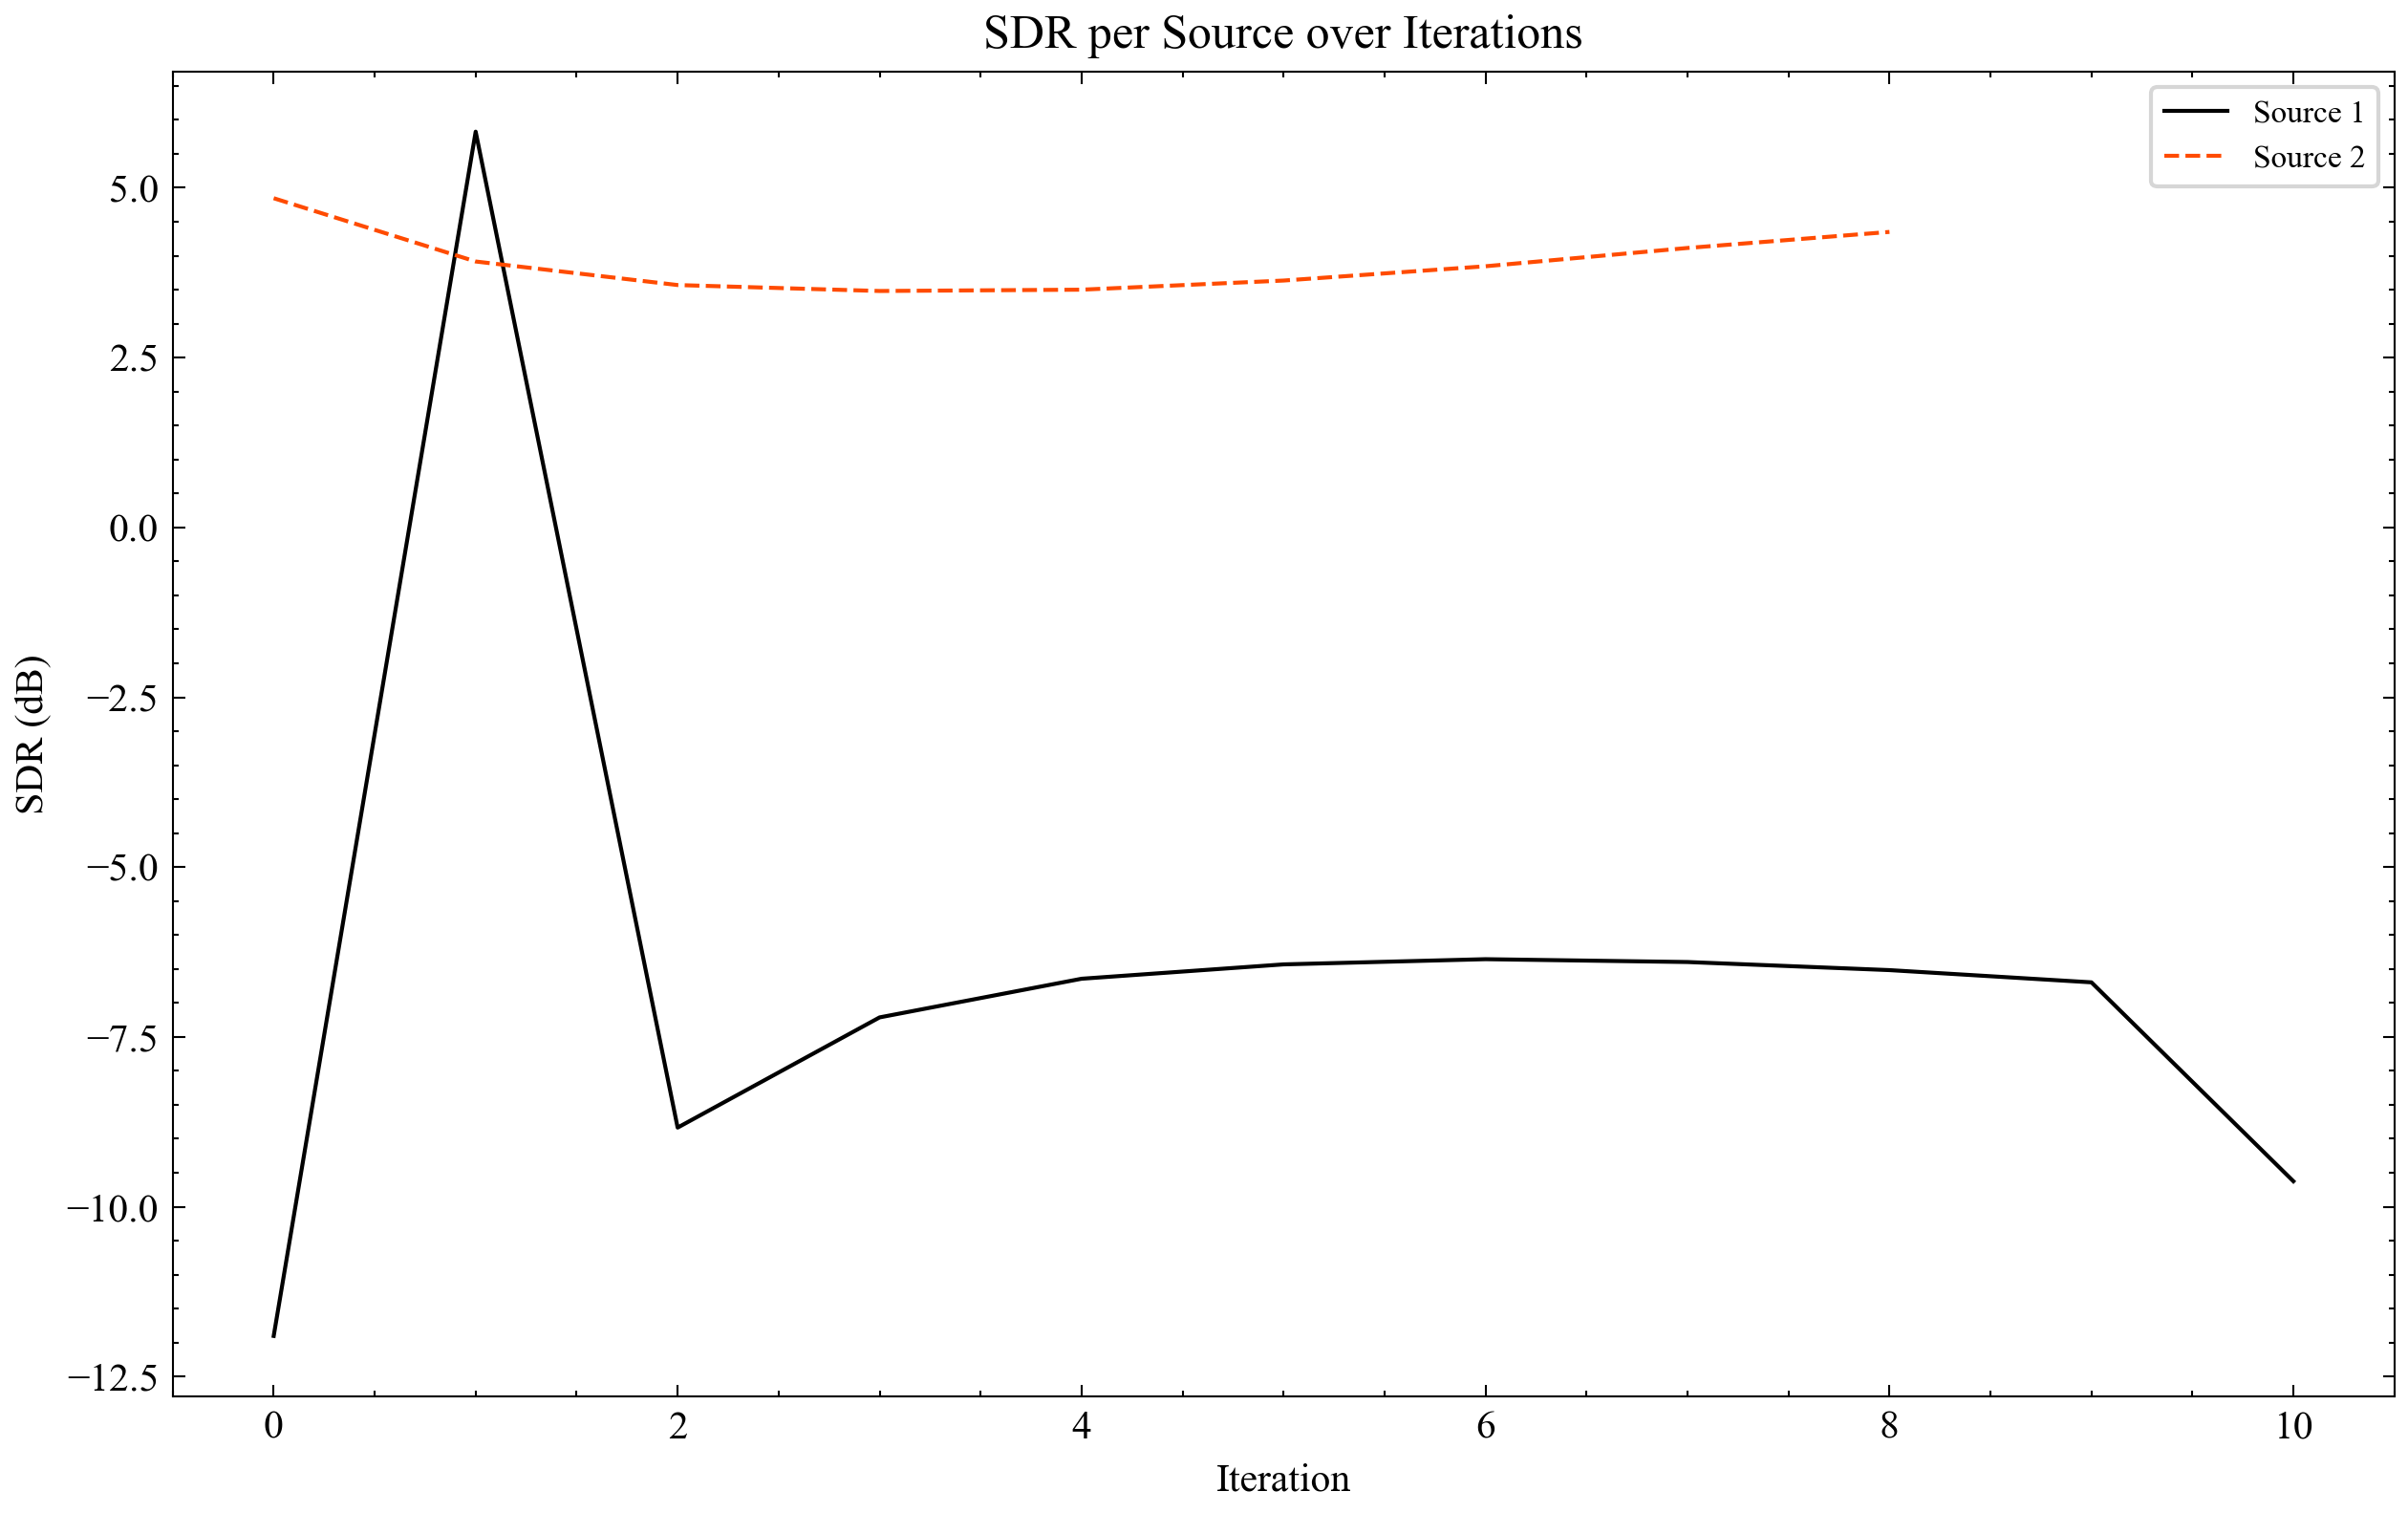 SDR per Source over Iterations
Source 1
Source 2
5.0
2.5
0.0
−2.5
−5.0
−7.5
−10.0
−12.5
SDR (dB)
0 2 4 6 8 10
Iteration